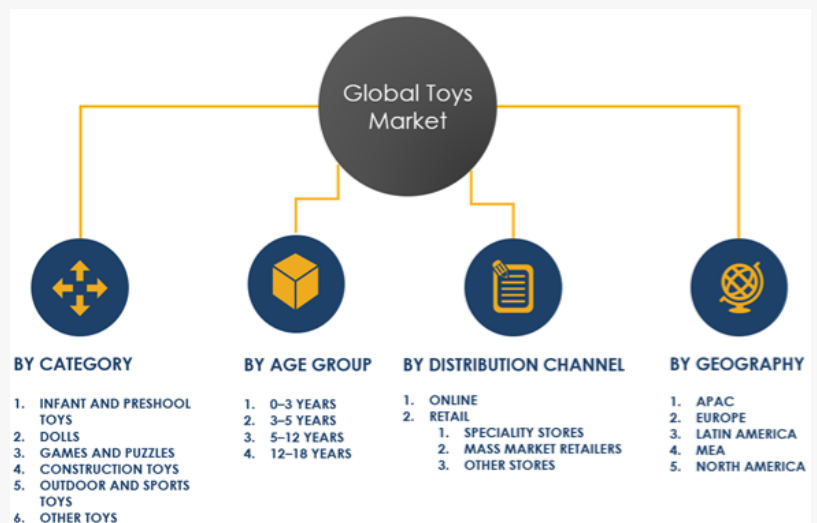 Global Toys
Market
BY CATEGORY
1. INFANT AND PRESHOOL
TOYS
2. DOLLS
3. GAMES AND PUZZLES
4. CONSTRUCTION TOYS
5. OUTDOOR AND SPORTS
TOYS
6. OTHER TOYS
BY AGE GROUP
1. 0–3 YEARS
2. 3–5 YEARS
3. 5–12 YEARS
4. 12–18 YEARS
BY DISTRIBUTION CHANNEL
1. ONLINE
2. RETAIL
1. SPECIALITY STORES
2. MASS MARKET RETAILERS
3. OTHER STORES
BY GEOGRAPHY
1. APAC
2. EUROPE
3. LATIN AMERICA
4. MEA
5. NORTH AMERICA